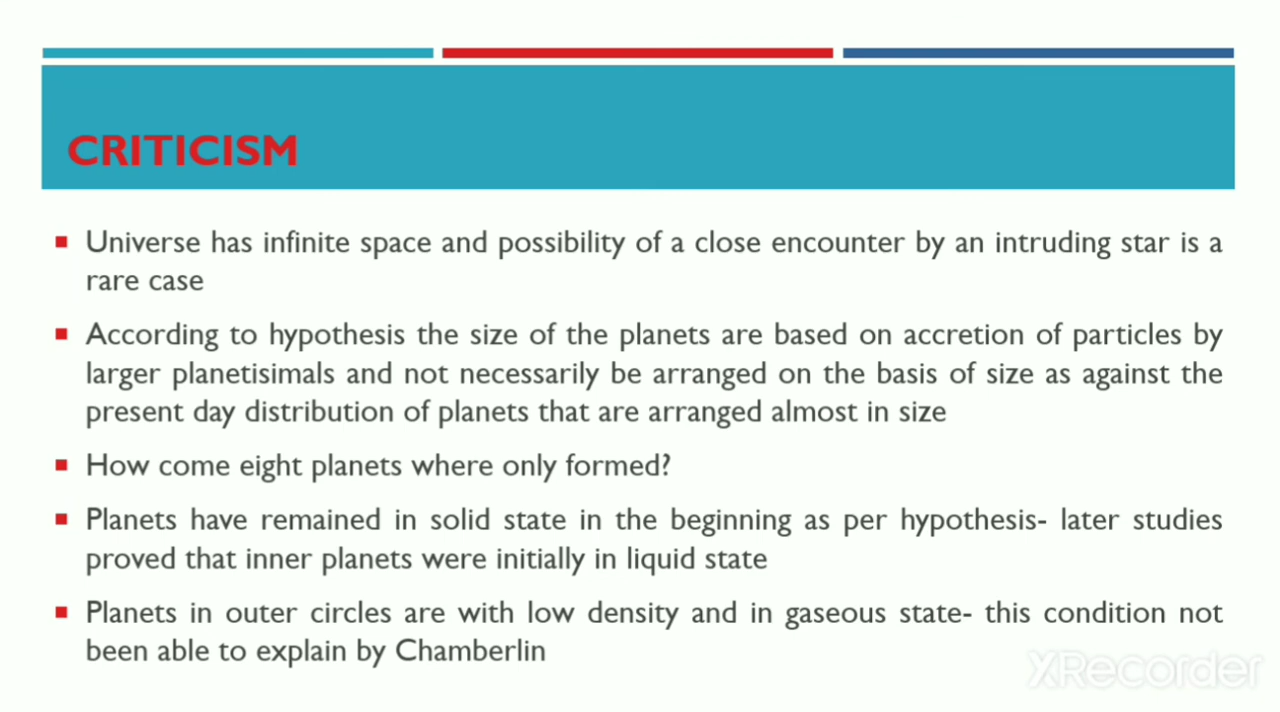 CRITICISM
Universe has infinite space and possibility of a close encounter by an intruding star is a
rare case
According to hypothesis the size of the planets are based on accretion of particles by
larger planetisimals and not necessarily be arranged on the basis of size as against the
present day distribution of planets that are arranged almost in size
How come eight planets where only formed?
Planets have remained in solid state in the beginning as per hypothesis- later studies
proved that inner planets were initially in liquid state
Planets in outer circles are with low density and in gaseous state- this condition not
been able to explain by Chamberlin
XRecorder